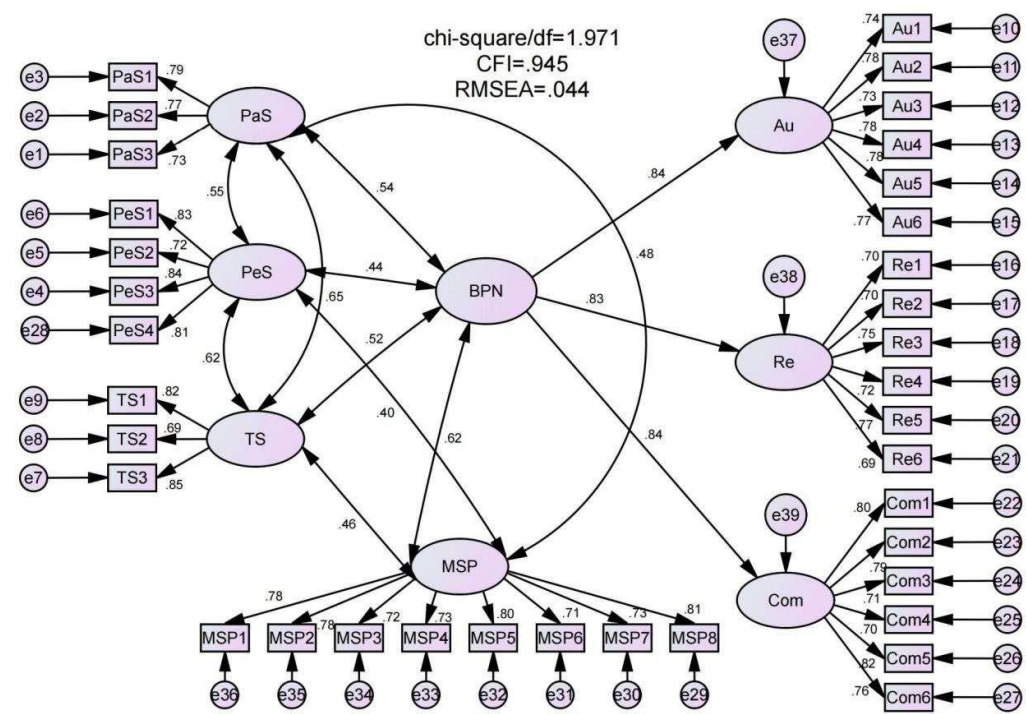 chi-square/df=1.971
CFI=.945
RMSEA=.044
e3 PaS1 .79
e2 PaS2 .77
e1 PaS3 .73
PaS
e6 PeS1 .83
e5 PeS2 .72
e4 PeS3 .84
e28 PeS4 .81
PeS
e9 TS1 .82
e8 TS2 .69
e7 TS3 .85
TS
.55
.65
.62
.54
.44
.52
.40
.62
.46
.48
BPN
.84
.83
.84
MSP
.78 .78 .72 .73 .80 .71 .73 .81
MSP1 MSP2 MSP3 MSP4 MSP5 MSP6 MSP7 MSP8
e36 e35 e34 e33 e32 e31 e30 e29
e37
Au
.74 Au1 e10
.78 Au2 e11
.73 Au3 e12
.78 Au4 e13
.78 Au5 e14
.77 Au6 e15
e38
Re
.70 Re1 e16
.70 Re2 e17
.75 Re3 e18
.72 Re4 e19
.77 Re5 e20
.69 Re6 e21
e39
Com
.80 Com1 e22
.79 Com2 e23
.71 Com3 e24
.70 Com4 e25
.82 Com5 e26
.76 Com6 e27